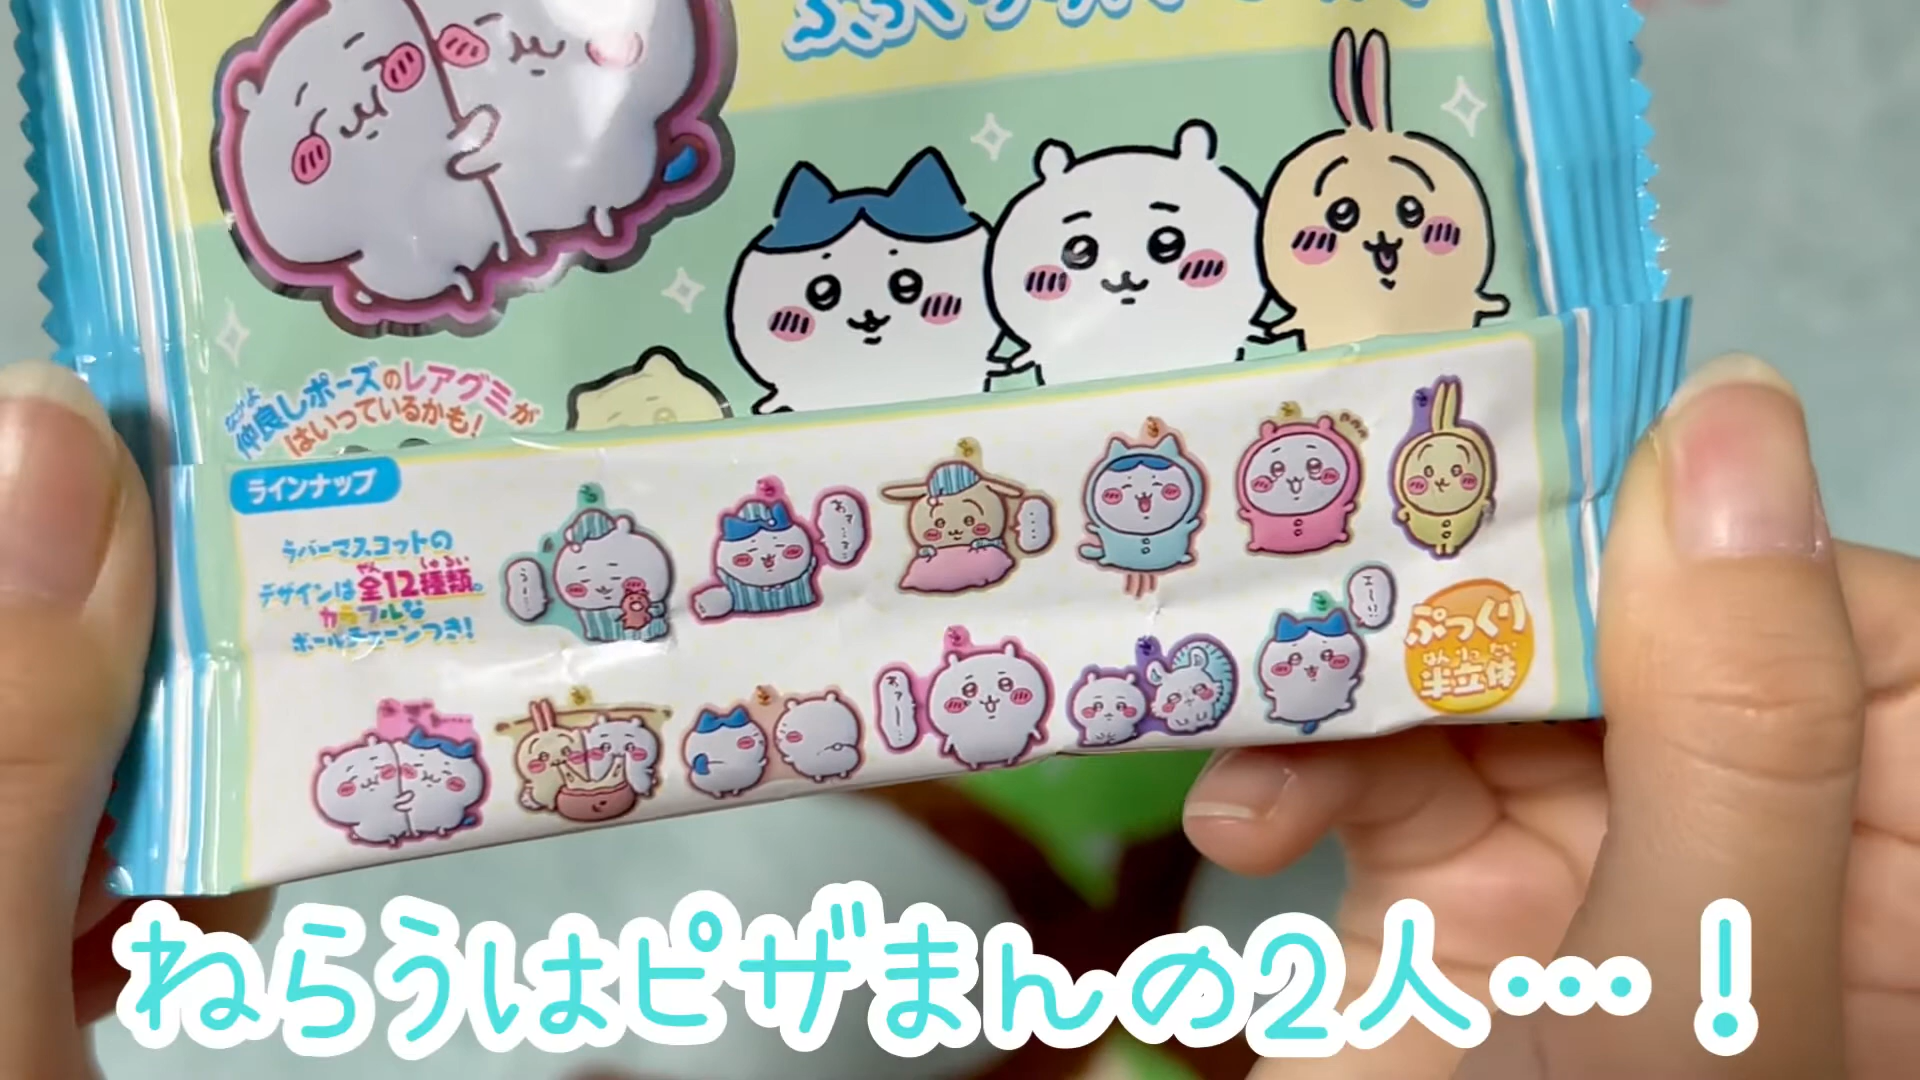 仲良しポーズのレアグミが
はいっているかも!
ラインナップ
ラバーマスコットの
デザインは全12種類。
カラフルな
ボールチェーンつき!
ぷっくり
半立体
ねらうはピザまんの2人…!